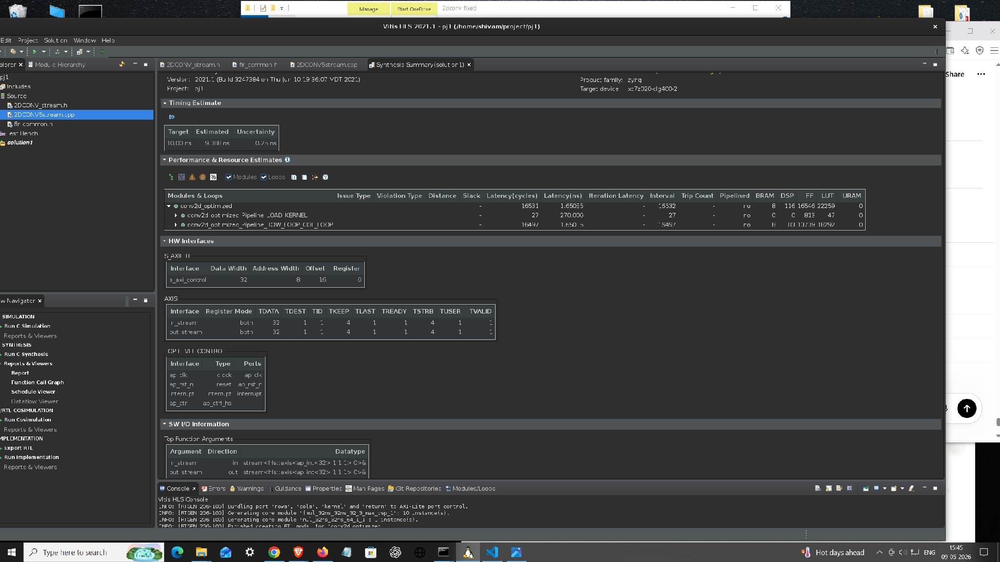 Manage
Start OneDrive
2dconv fixed
Vitis HLS 2021.1 - pj1 (/home/shivam/project/pj1)
Edit Project Solution Window Help
plorer
Module Hierarchy
2DCONV_stream.h
fir_common.h
2DCONV5stream.cpp
Synthesis Summary(solution1)
Share
pj1
Includes
Source
2DCONV_stream.h
2DCONV5stream.cpp
fir_common.h
Test Bench
solution1
Version: 2021.1 (Build 3247384 on Thu Jun 10 19:36:07 MDT 2021)
Project: pj1
Product family: zynq
Target device: xc7z020-clg400-2
Timing Estimate
Target Estimated Uncertainty
10.00 ns 9.388 ns 0.25 ns
Performance & Resource Estimates
% Modules Loops
Modules & Loops Issue Type Violation Type Distance Slack Latency(cycles) Latency(ns) Iteration Latency Interval Trip Count Pipelined BRAM DSP FF LUT URAM
conv2d_optimized - 16531 1.650E5 - 16532 - no 8 116 16546 22259 0
conv2d_optimized_Pipeline_LOAD_KERNEL - 27 270.000 - 27 - no 0 0 813 47 0
conv2d_optimized_Pipeline_ROW_LOOP_COL_LOOP - 16497 1.650E5 - 16497 - no 8 83 13739 18292 0
HW Interfaces
S_AXILITE
Interface Data Width Address Width Offset Register
s_axi_control 32 8 16 0
AXIS
Interface Register Mode TDATA TDEST TID TKEEP TLAST TREADY TSTRB TUSER TVALID
in_stream both 32 1 1 4 1 1 4 1 1
out_stream both 32 1 1 4 1 1 4 1 1
TOP LEVEL CONTROL
Interface Type Ports
ap_clk clock ap_clk
ap_rst_n reset ap_rst_n
interrupt interrupt interrupt
ap_ctrl ap_ctrl_hs
SW I/O Information
Top Function Arguments
Argument Direction Datatype
in_stream in stream<hls::axis<ap_int<32> 1 1 1> 0>&
out_stream out stream<hls::axis<ap_int<32> 1 1 1> 0>&
w Navigator
SIMULATION
Run C Simulation
Reports & Viewers
SYNTHESIS
Run C Synthesis
Reports & Viewers
Report
Function Call Graph
Schedule Viewer
Dataflow Viewer
/RTL COSIMULATION
Run Cosimulation
Reports & Viewers
MPLEMENTATION
Export RTL
Run Implementation
Reports & Viewers
Console Errors Warnings Guidance Properties Man Pages Git Repositories Modules/Loops
Vitis HLS Console
INFO: [RTGEN 206-100] Bundling port 'rows', 'cols', 'kernel' and 'return' to AXI-Lite port control.
INFO: [RTGEN 206-100] Generating core module 'fmul_32ns_32ns_32_3_max_dsp_1': 10 instance(s).
INFO: [RTGEN 206-100] Generating core module 'mul_32ns_32ns_64_1_1': 1 instance(s).
INFO: [RTGEN 206-100] Finished creating RTL model for 'conv2d_optimized
Type here to search
Hot days ahead
ENG
15:45
09-05-2026